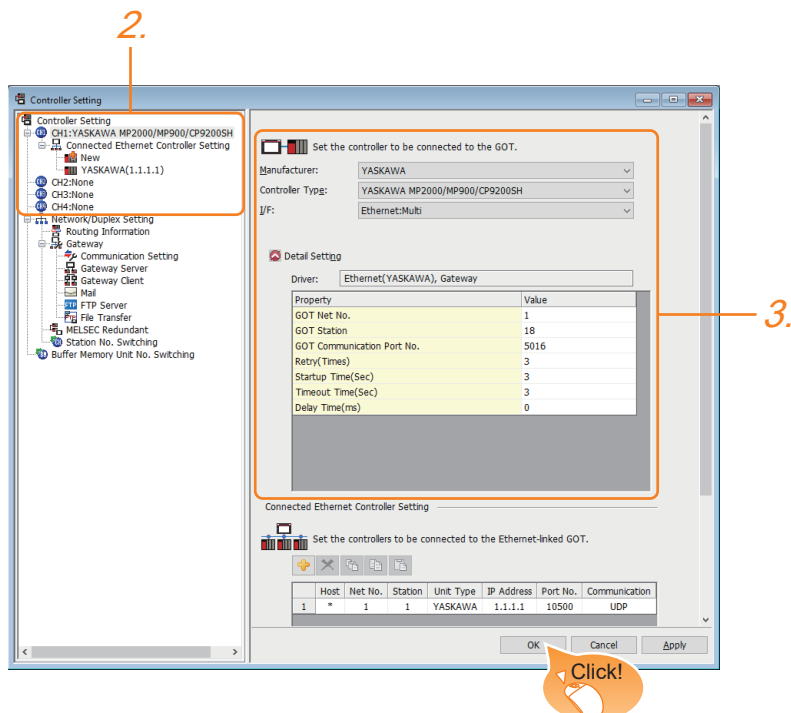 2.
Controller Setting
Controller Setting
CH1:YASKAWA MP2000/MP900/CP9200SH
Connected Ethernet Controller Setting
New
YASKAWA(1.1.1.1)
CH2:None
CH3:None
CH4:None
Network/Duplex Setting
Routing Information
Gateway
Communication Setting
Gateway Server
Gateway Client
Mail
FTP Server
File Transfer
MELSEC Redundant
Station No. Switching
Buffer Memory Unit No. Switching
Set the controller to be connected to the GOT.
Manufacturer: YASKAWA
Controller Type: YASKAWA MP2000/MP900/CP9200SH
I/F: Ethernet:Multi
Detail Setting
Driver: Ethernet(YASKAWA), Gateway
Property Value
GOT Net No. 1
GOT Station 18
GOT Communication Port No. 5016
Retry(Times) 3
Startup Time(Sec) 3
Timeout Time(Sec) 3
Delay Time(ms) 0
3.
Connected Ethernet Controller Setting
Set the controllers to be connected to the Ethernet-linked GOT.
Host Net No. Station Unit Type IP Address Port No. Communication
1 * 1 1 YASKAWA 1.1.1.1 10500 UDP
OK Cancel Apply
Click!